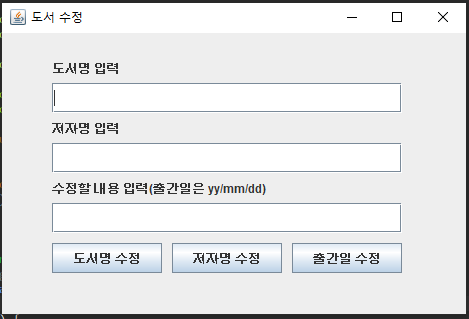 도서 수정
도서명 입력
저자명 입력
수정할 내용 입력(출간일은 yy/mm/dd)
도서명 수정 저자명 수정 출간일 수정